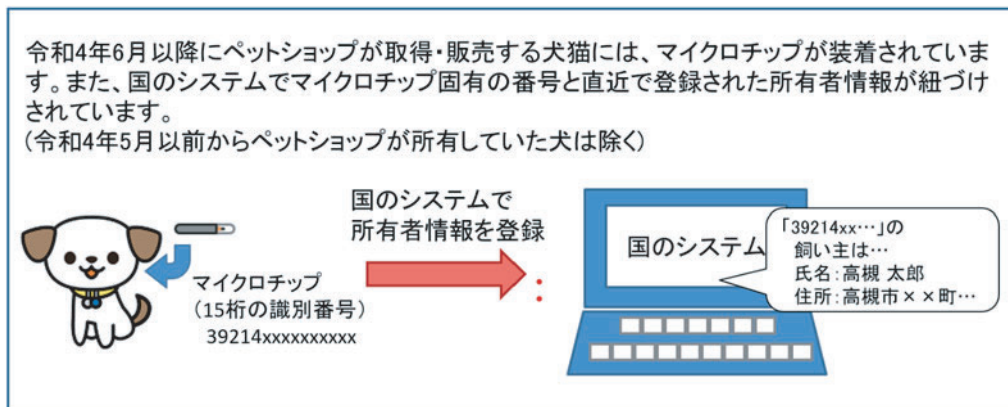 令和4年6月以降にペットショップが取得・販売する犬猫には、マイクロチップが装着されていま
す。また、国のシステムでマイクロチップ固有の番号と直近で登録された所有者情報が紐づけ
されています。
(令和4年5月以前からペットショップが所有していた犬は除く)
国のシステムで
所有者情報を登録
マイクロチップ
(15桁の識別番号)
39214xxxxxxxxxx
:
国のシステム
「39214xx…」の
飼い主は…
氏名:高槻 太郎
住所:高槻市××町…